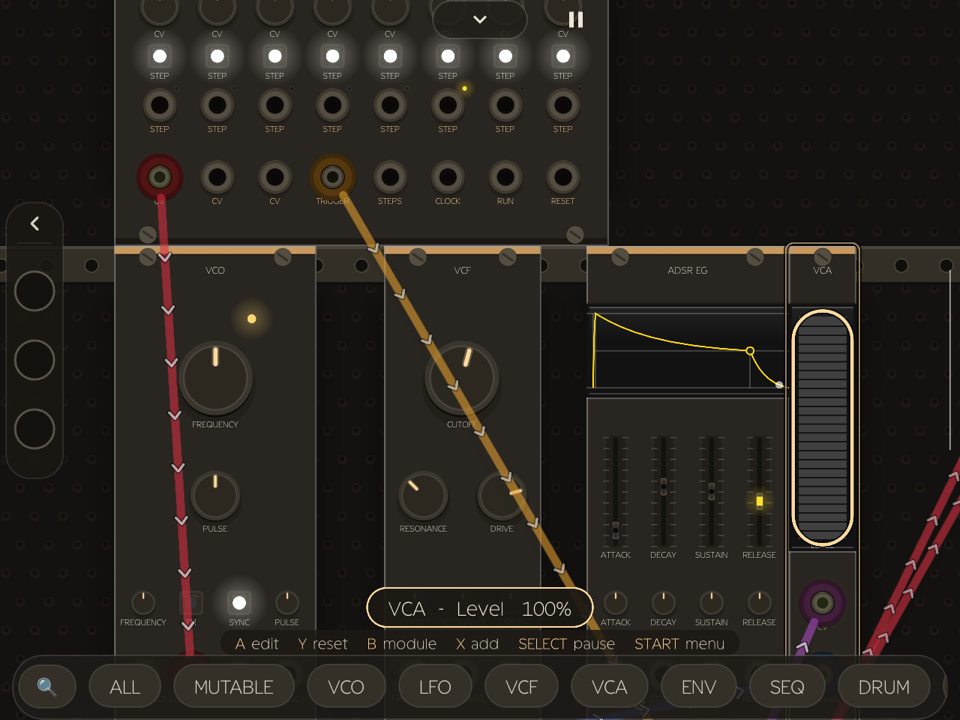 CV CV CV CV CV CV
STEP STEP STEP STEP STEP STEP STEP STEP
STEP STEP STEP STEP STEP STEP STEP STEP
CV CV CV TRIGGER STEPS CLOCK RUN RESET
VCO VCF ADSR EG VCA
FREQUENCY CUTOFF
PULSE RESONANCE DRIVE
ATTACK DECAY SUSTAIN RELEASE
VCA - Level 100%
FREQUENCY SYNC PULSE ATTACK DECAY SUSTAIN RELEASE
CV
A edit Y reset B module X add SELECT pause START menu
ALL MUTABLE VCO LFO VCF VCA ENV SEQ DRUM